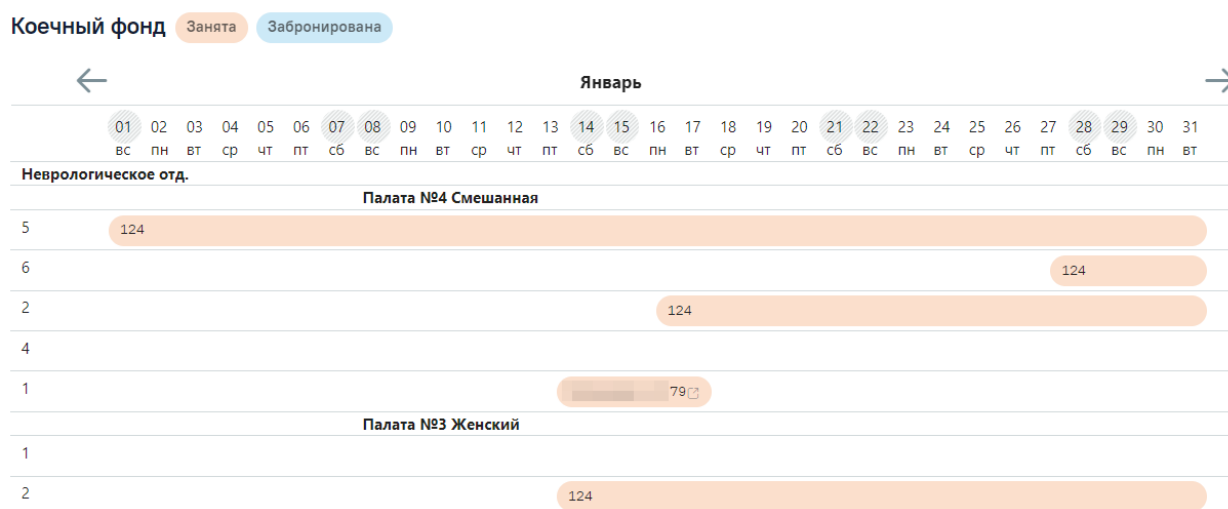 Коечный фонд Занята Забронирована
Январь
01 02 03 04 05 06 07 08 09 10 11 12 13 14 15 16 17 18 19 20 21 22 23 24 25 26 27 28 29 30 31
вс пн вт ср чт пт сб вс пн вт ср чт пт сб вс пн вт ср чт пт сб вс пн вт ср чт пт сб вс пн вт
Неврологическое отд.
Палата №4 Смешанная
5 124
6 124
2 124
4
1 79
Палата №3 Женский
1
2 124